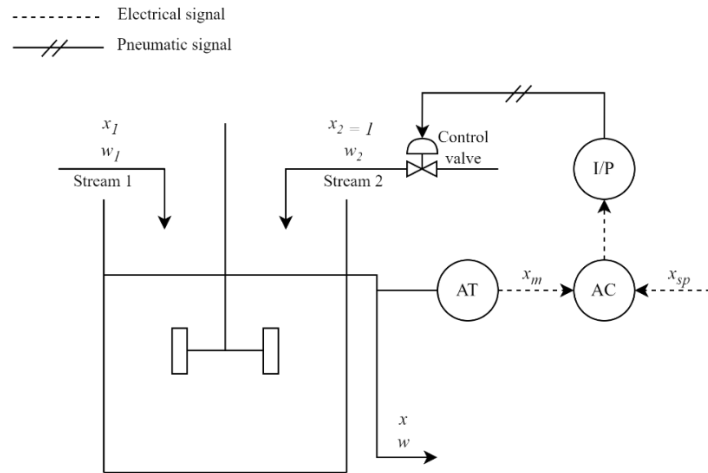 Electrical signal
Pneumatic signal
x1
w1
Stream 1
x2 = 1
w2
Stream 2
Control
valve
I/P
AT
xm
AC
xsp
x
w